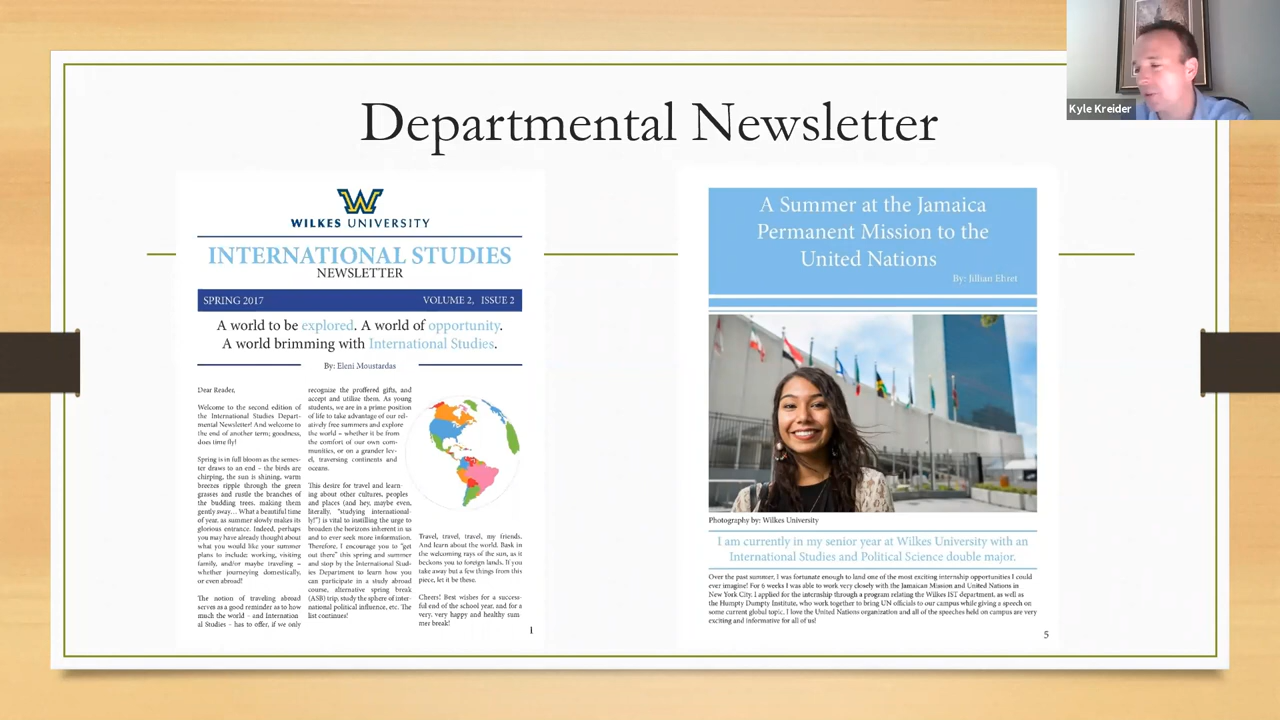 Departmental Newsletter
Kyle Kreider
W
WILKES UNIVERSITY
INTERNATIONAL STUDIES
NEWSLETTER
SPRING 2017 VOLUME 2, ISSUE 2
A world to be explored. A world of opportunity.
A world brimming with International Studies.
By: Eleni Moustardas
Dear Reader,
Welcome to the second edition of
the International Studies Depart-
mental Newsletter! And welcome to
the end of another term; goodness,
does time fly!
Spring is in full bloom as the semes-
ter draws to an end – the birds are
chirping, the sun is shining, warm
breezes ripple through the green
grasses and rustle the branches of
the budding trees, making them
gently sway… What a beautiful time
of year, as summer slowly makes its
glorious entrance. Indeed, perhaps
you may have already thought about
what you would like your summer
plans to include; working, visiting
family, and/or maybe traveling –
whether journeying domestically,
or even abroad!
The notion of traveling abroad
serves as a good reminder as to how
much the world – and Internation-
al Studies – has to offer, if we only
recognize the proffered gifts, and
accept and utilize them. As young
students, we are in a prime position
of life to take advantage of our rel-
atively free summers and explore
the world – whether it be from
the comfort of our own com-
munities, or on a grander lev-
el, traversing continents and
oceans.
This desire for travel and learn-
ing about other cultures, peoples
and places (and hey, maybe even,
literally, "studying international-
ly!") is vital to instilling the urge to
broaden the horizons inherent in us
and to ever seek more information.
Therefore, I encourage you to "get
out there" this spring and summer
and stop by the International Stud-
ies Department to learn how you
can participate in a study abroad
course, alternative spring break
(ASB) trip, study the sphere of inter-
national political influence, etc. The
list continues!
Travel, travel, travel, my friends.
And learn about the world. Bask in
the welcoming rays of the sun, as it
beckons you to foreign lands. If you
take away but a few things from this
piece, let it be these.
Cheers! Best wishes for a success-
ful end of the school year, and for a
very, very happy and healthy sum-
mer break!
1
A Summer at the Jamaica
Permanent Mission to the
United Nations
By: Jillian Ehret
Photography by: Wilkes University
I am currently in my senior year at Wilkes University with an
International Studies and Political Science double major.
Over the past summer, I was fortunate enough to land one of the most exciting internship opportunities I could
ever imagine! For 6 weeks I was able to work very closely with the Jamaican Mission and United Nations in
New York City. I applied for the internship through a program relating the Wilkes IST department, as well as
the Humpty Dumpty Institute, who work together to bring UN officials to our campus while giving a speech on
some current global topic. I love the United Nations organization and all of the speeches held on campus are very
exciting and informative for all of us!
5